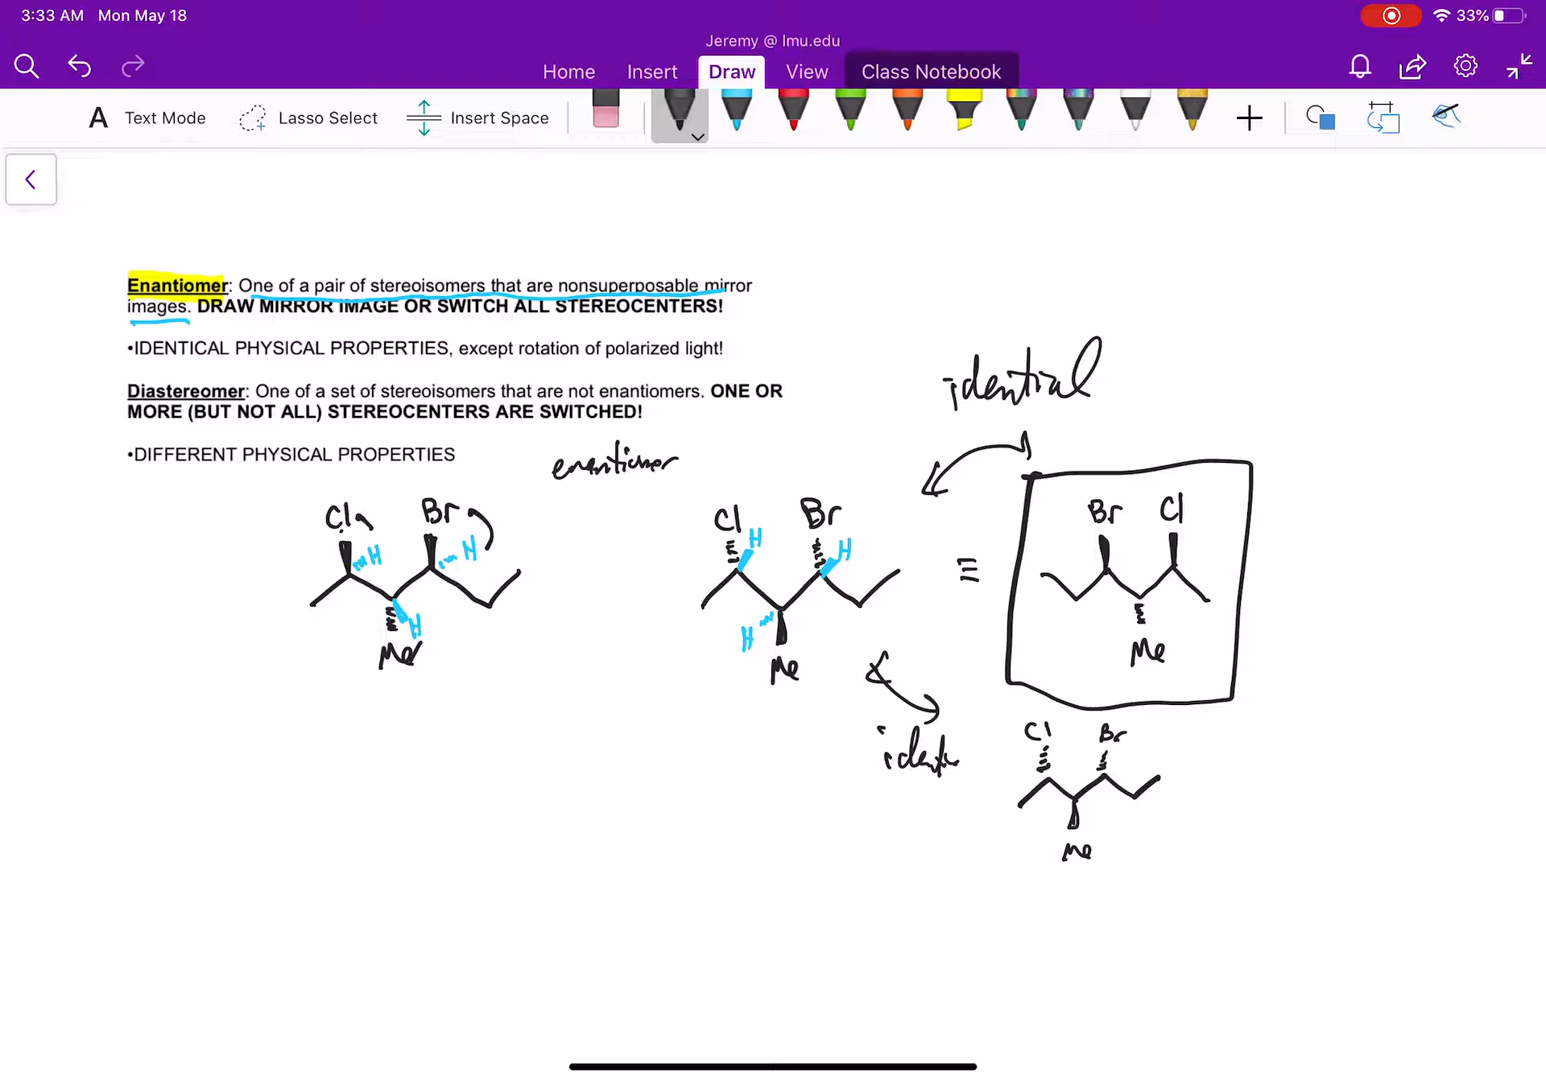 3:33 AM Mon May 18
33%
Jeremy @ lmu.edu
Home Insert Draw View Class Notebook
A Text Mode Lasso Select Insert Space
Enantiomer: One of a pair of stereoisomers that are nonsuperposable mirror
images. DRAW MIRROR IMAGE OR SWITCH ALL STEREOCENTERS!
•IDENTICAL PHYSICAL PROPERTIES, except rotation of polarized light!
Diastereomer: One of a set of stereoisomers that are not enantiomers. ONE OR
MORE (BUT NOT ALL) STEREOCENTERS ARE SWITCHED!
•DIFFERENT PHYSICAL PROPERTIES
identical
enantiomer
Cl Br
H H
H
Me
Cl Br
H H
H
Me
≡
Br Cl
Me
Cl Br
Me